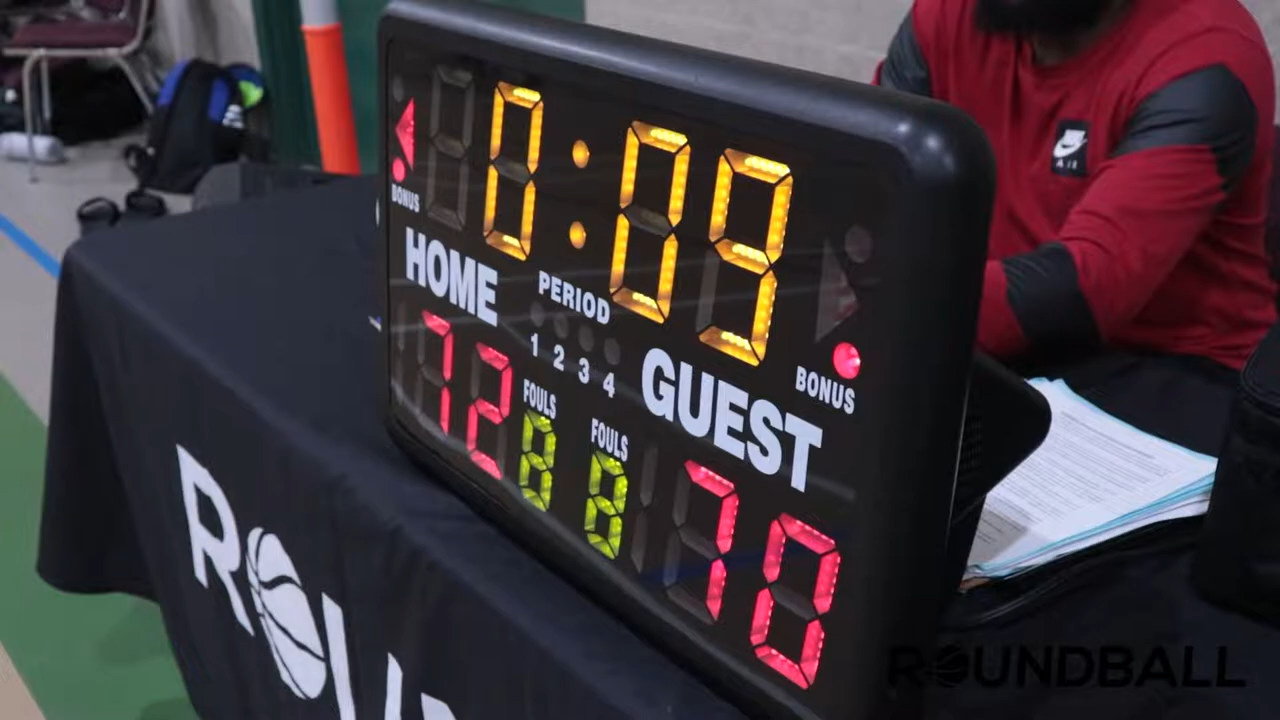 0:09
BONUS
HOME
PERIOD
1 2 3 4
GUEST
BONUS
72
FOULS
8
FOULS
8
70
ROUN
AIR
ROUNDBALL